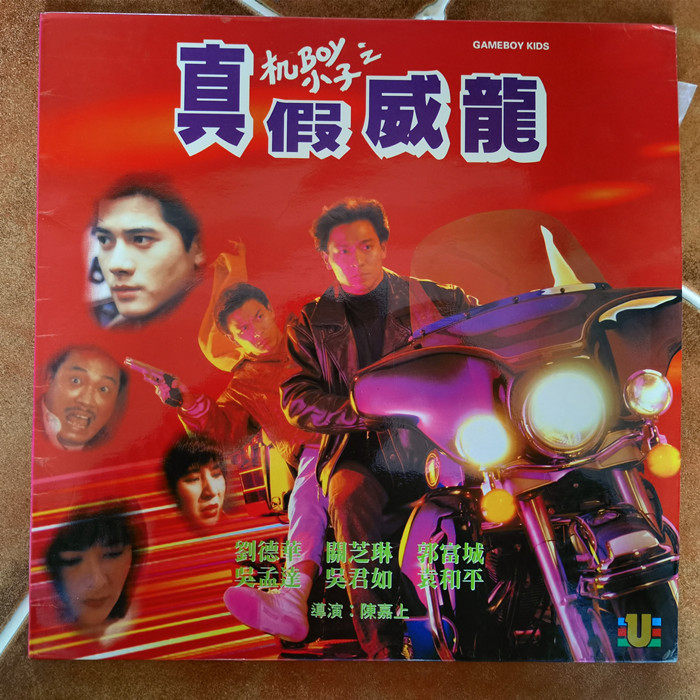 GAMEBOY KIDS
机BOY小子之
真假威龍
劉德華 關芝琳 郭富城
吳孟達 吳君如 袁和平
導演：陳嘉上
U